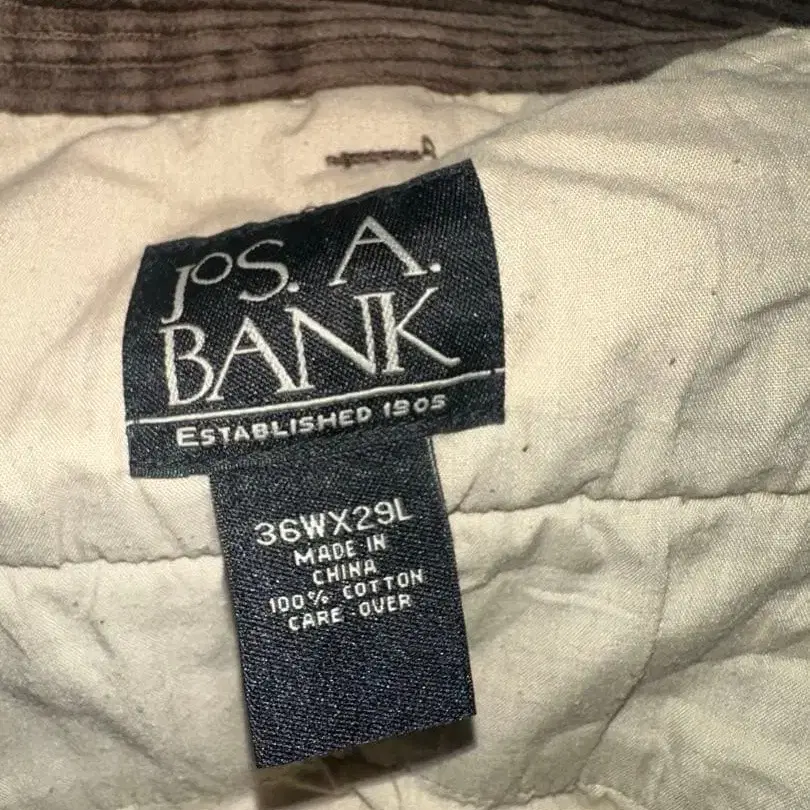 JOS. A.
BANK
ESTABLISHED 1905
36WX29L
MADE IN
CHINA
100% COTTON
CARE-OVER